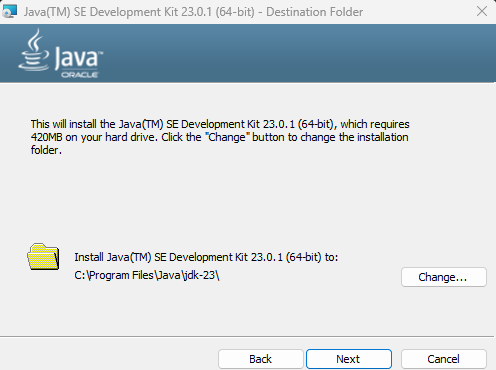 Java(TM) SE Development Kit 23.0.1 (64-bit) - Destination Folder
Java™
ORACLE
This will install the Java(TM) SE Development Kit 23.0.1 (64-bit), which requires
420MB on your hard drive. Click the "Change" button to change the installation
folder.
Install Java(TM) SE Development Kit 23.0.1 (64-bit) to:
C:\Program Files\Java\jdk-23\
Change...
Back
Next
Cancel